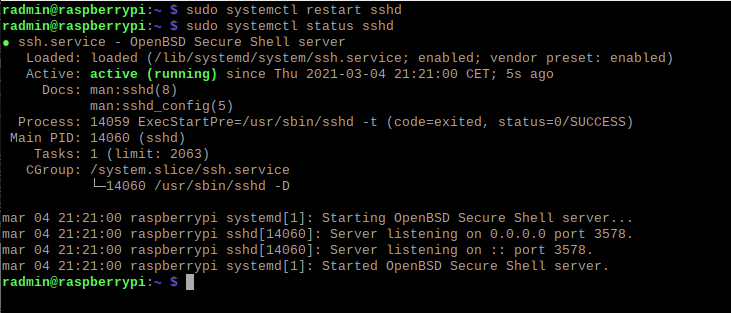 radmin@raspberrypi:~ $ sudo systemctl restart sshd
radmin@raspberrypi:~ $ sudo systemctl status sshd
● ssh.service - OpenBSD Secure Shell server
   Loaded: loaded (/lib/systemd/system/ssh.service; enabled; vendor preset: enabled)
   Active: active (running) since Thu 2021-03-04 21:21:00 CET; 5s ago
     Docs: man:sshd(8)
           man:sshd_config(5)
  Process: 14059 ExecStartPre=/usr/sbin/sshd -t (code=exited, status=0/SUCCESS)
 Main PID: 14060 (sshd)
    Tasks: 1 (limit: 2063)
   CGroup: /system.slice/ssh.service
           └─14060 /usr/sbin/sshd -D

mar 04 21:21:00 raspberrypi systemd[1]: Starting OpenBSD Secure Shell server...
mar 04 21:21:00 raspberrypi sshd[14060]: Server listening on 0.0.0.0 port 3578.
mar 04 21:21:00 raspberrypi sshd[14060]: Server listening on :: port 3578.
mar 04 21:21:00 raspberrypi systemd[1]: Started OpenBSD Secure Shell server.
radmin@raspberrypi:~ $